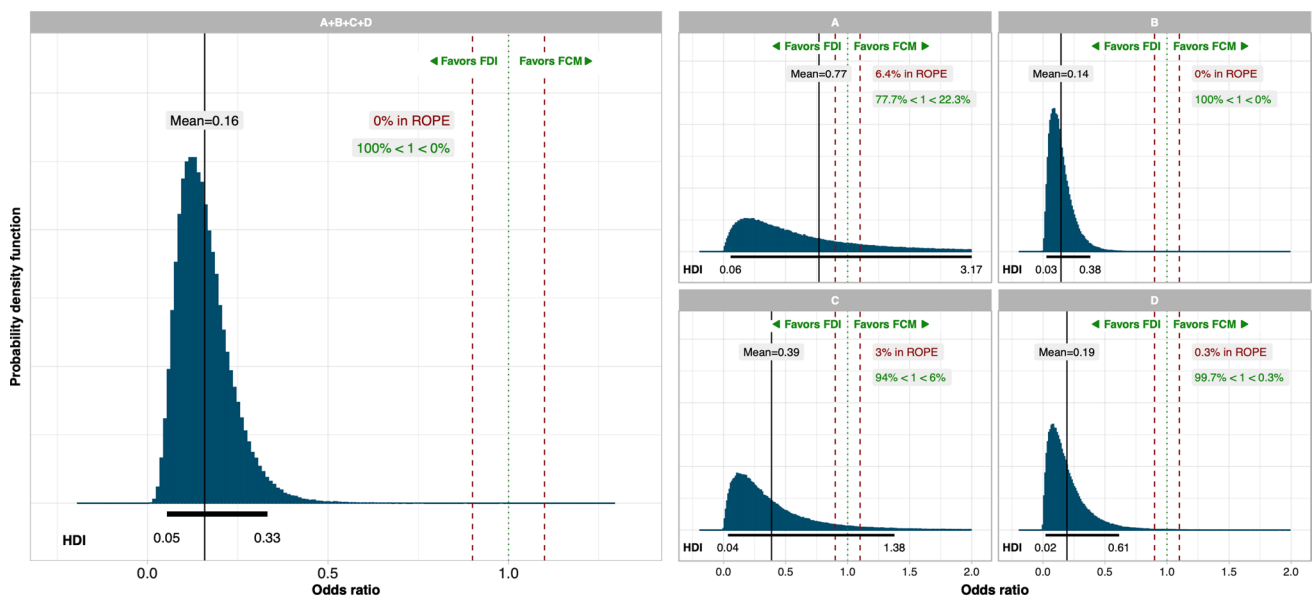 A+B+C+D
◄ Favors FDI Favors FCM ►
Mean=0.16
0% in ROPE
100% < 1 < 0%
Probability density function
HDI
0.05 0.33
0.0 0.5 1.0
Odds ratio
A
◄ Favors FDI Favors FCM ►
Mean=0.77
6.4% in ROPE
77.7% < 1 < 22.3%
HDI 0.06 3.17
B
◄ Favors FDI Favors FCM ►
Mean=0.14
0% in ROPE
100% < 1 < 0%
HDI 0.03 0.38
C
◄ Favors FDI Favors FCM ►
Mean=0.39
3% in ROPE
94% < 1 < 6%
HDI 0.04 1.38
0.0 0.5 1.0 1.5 2.0
D
◄ Favors FDI Favors FCM ►
Mean=0.19
0.3% in ROPE
99.7% < 1 < 0.3%
HDI 0.02 0.61
0.0 0.5 1.0 1.5 2.0
Odds ratio